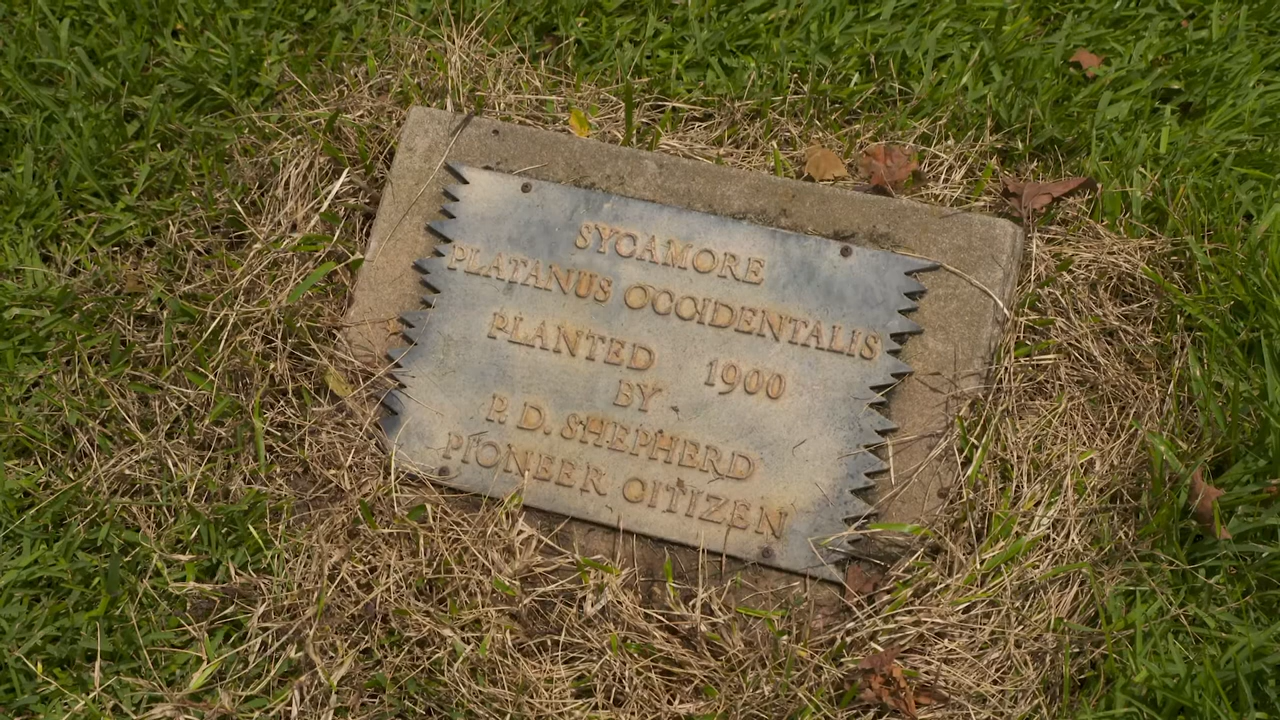 SYCAMORE
PLATANUS OCCIDENTALIS
PLANTED 1900
BY
P. D. SHEPHERD
PIONEER CITIZEN